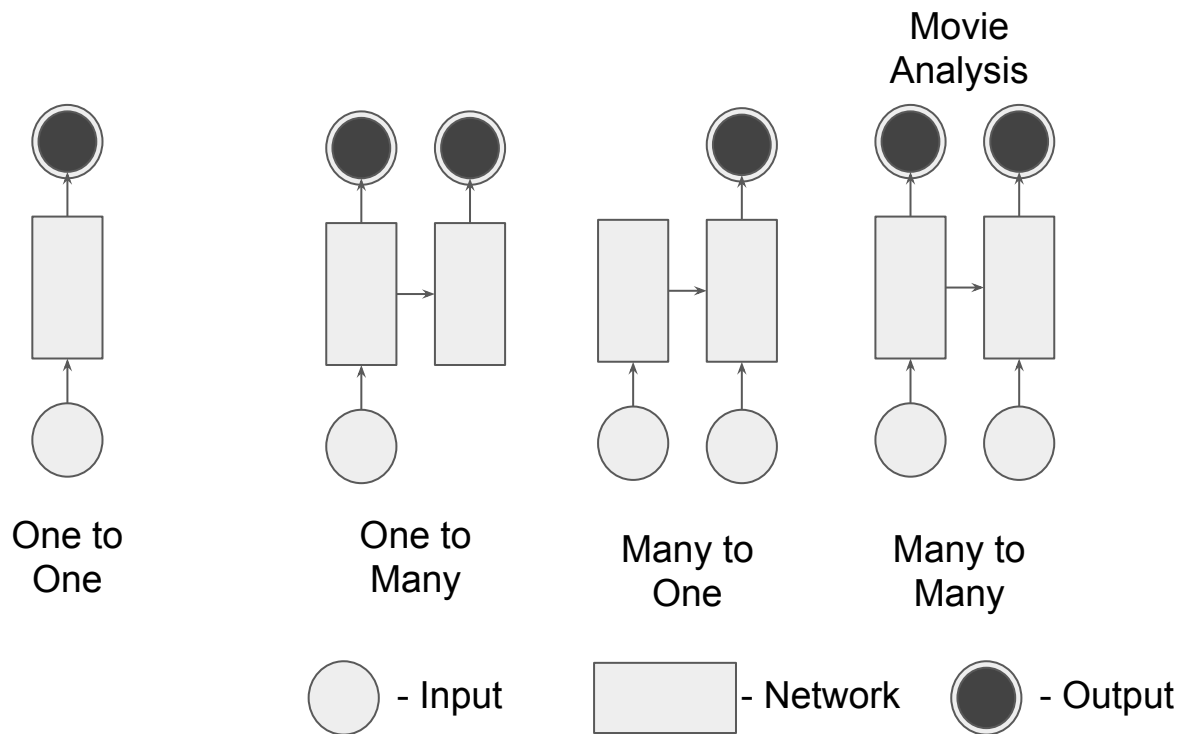 Movie
Analysis
One to
One
One to
Many
Many to
One
Many to
Many
- Input
- Network
- Output